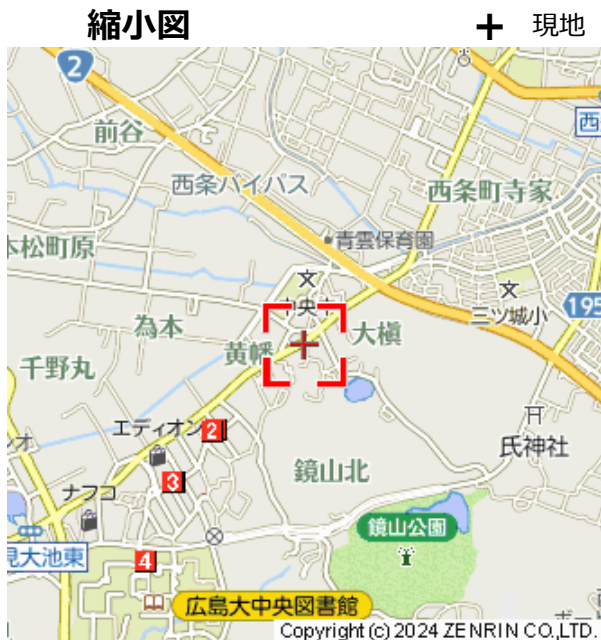 縮小図
現地
2
前谷
西
西条バイパス
西条町寺家
青雲保育園
本松町原
195
中央中
三ツ城小
為本
大槇
黄幡
千野丸
エディオン
2
氏神社
3
鏡山北
ナフコ
鏡山公園
見大池東
4
広島大中央図書館
Copyright (c) 2024 ZENRIN CO.,LTD.